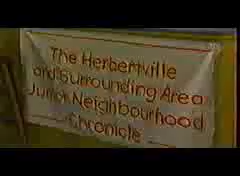 The Herbertville
and Surrounding Area
Junior Neighbourhood
Chronicle